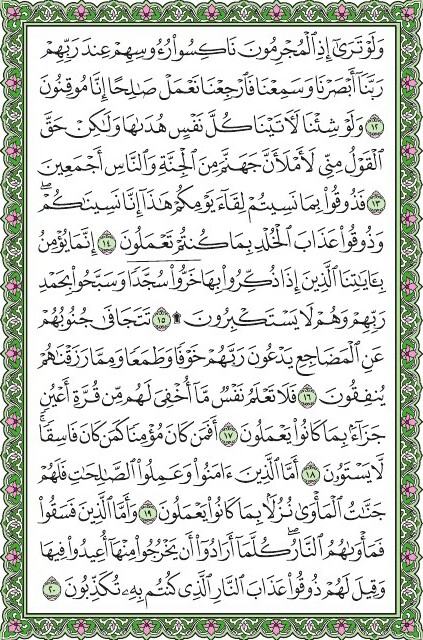 وَلَوْ تَرَىٰٓ إِذِ ٱلْمُجْرِمُونَ نَاكِسُوا۟ رُءُوسِهِمْ عِندَ رَبِّهِمْ
رَبَّنَآ أَبْصَرْنَا وَسَمِعْنَا فَٱرْجِعْنَا نَعْمَلْ صَٰلِحًا إِنَّا مُوقِنُونَ
١٢ وَلَوْ شِئْنَا لَءَاتَيْنَا كُلَّ نَفْسٍ هُدَىٰهَا وَلَٰكِنْ حَقَّ
ٱلْقَوْلُ مِنِّى لَأَمْلَأَنَّ جَهَنَّمَ مِنَ ٱلْجِنَّةِ وَٱلنَّاسِ أَجْمَعِينَ
١٣ فَذُوقُوا۟ بِمَا نَسِيتُمْ لِقَآءَ يَوْمِكُمْ هَٰذَآ إِنَّا نَسِينَٰكُمْ ۖ
وَذُوقُوا۟ عَذَابَ ٱلْخُلْدِ بِمَا كُنتُمْ تَعْمَلُونَ ١٤ إِنَّمَا يُؤْمِنُ
بِـَٔايَٰتِنَا ٱلَّذِينَ إِذَا ذُكِّرُوا۟ بِهَا خَرُّوا۟ سُجَّدًا وَسَبَّحُوا۟ بِحَمْدِ
رَبِّهِمْ وَهُمْ لَا يَسْتَكْبِرُونَ ۩ ١٥ تَتَجَافَىٰ جُنُوبُهُمْ
عَنِ ٱلْمَضَاجِعِ يَدْعُونَ رَبَّهُمْ خَوْفًا وَطَمَعًا وَمِمَّا رَزَقْنَٰهُمْ
يُنفِقُونَ ١٦ فَلَا تَعْلَمُ نَفْسٌ مَّآ أُخْفِىَ لَهُم مِّن قُرَّةِ أَعْيُنٍ
جَزَآءًۢ بِمَا كَانُوا۟ يَعْمَلُونَ ١٧ أَفَمَن كَانَ مُؤْمِنًا كَمَن كَانَ فَاسِقًا ۚ
لَّا يَسْتَوُۥنَ ١٨ أَمَّا ٱلَّذِينَ ءَامَنُوا۟ وَعَمِلُوا۟ ٱلصَّٰلِحَٰتِ فَلَهُمْ
جَنَّٰتُ ٱلْمَأْوَىٰ نُزُلًۢا بِمَا كَانُوا۟ يَعْمَلُونَ ١٩ وَأَمَّا ٱلَّذِينَ فَسَقُوا۟
فَمَأْوَىٰهُمُ ٱلنَّارُ ۖ كُلَّمَآ أَرَادُوٓا۟ أَن يَخْرُجُوا۟ مِنْهَآ أُعِيدُوا۟ فِيهَا
وَقِيلَ لَهُمْ ذُوقُوا۟ عَذَابَ ٱلنَّارِ ٱلَّذِى كُنتُم بِهِۦ تُكَذِّبُونَ ٢٠